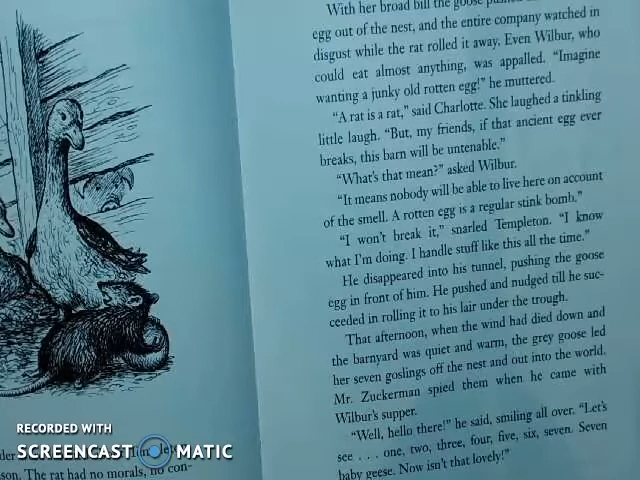 son. The rat had no morals, no con-
With her broad bill the goose pushed
egg out of the nest, and the entire company watched in
disgust while the rat rolled it away. Even Wilbur, who
could eat almost anything, was appalled. “Imagine
wanting a junky old rotten egg!” he muttered.
“A rat is a rat,” said Charlotte. She laughed a tinkling
little laugh. “But, my friends, if that ancient egg ever
breaks, this barn will be untenable.”
“What’s that mean?” asked Wilbur.
“It means nobody will be able to live here on account
of the smell. A rotten egg is a regular stink bomb.”
“I won’t break it,” snarled Templeton. “I know
what I’m doing. I handle stuff like this all the time.”
He disappeared into his tunnel, pushing the goose
egg in front of him. He pushed and nudged till he suc-
ceeded in rolling it to his lair under the trough.
That afternoon, when the wind had died down and
the barnyard was quiet and warm, the grey goose led
her seven goslings off the nest and out into the world.
Mr. Zuckerman spied them when he came with
Wilbur’s supper.
“Well, hello there!” he said, smiling all over. “Let’s
see . . . one, two, three, four, five, six, seven. Seven
baby geese. Now isn’t that lovely!”
RECORDED WITH
SCREENCAST MATIC